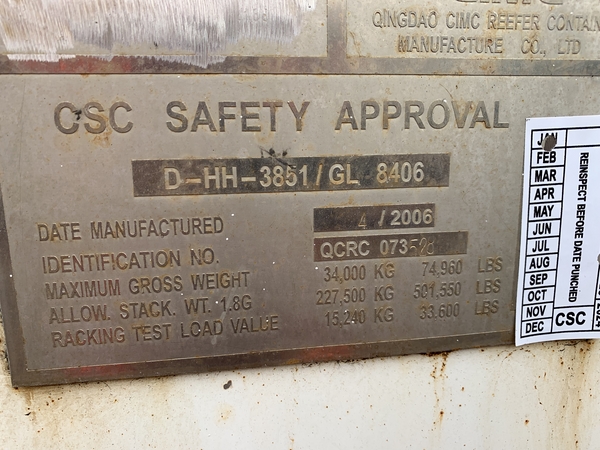 QINGDAO CIMC REEFER CONTAIN
MANUFACTURE CO., LTD
CSC SAFETY APPROVAL
D-HH-3851/GL 8406
DATE MANUFACTURED 4 / 2006
IDENTIFICATION NO. QCRC
MAXIMUM GROSS WEIGHT 34,000 KG 74,960 LBS
ALLOW. STACK. WT. 1.8G 227,500 KG 501,550 LBS
RACKING TEST LOAD VALUE 15,240 KG 33,600 LBS
JAN
FEB
MAR
APR
MAY
JUN
JUL
AUG
SEP
OCT
NOV
DEC
REINSPECT BEFORE DATE PUNCHED
CSC